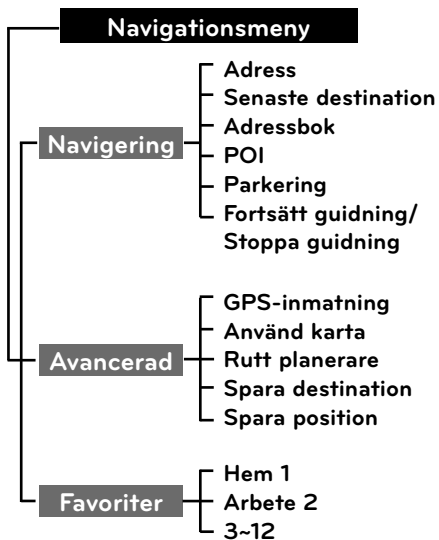 Navigationsmeny
Navigering
Adress
Senaste destination
Adressbok
POI
Parkering
Fortsätt guidning/
Stoppa guidning
Avancerad
GPS-inmatning
Använd karta
Rutt planerare
Spara destination
Spara position
Favoriter
Hem 1
Arbete 2
3~12